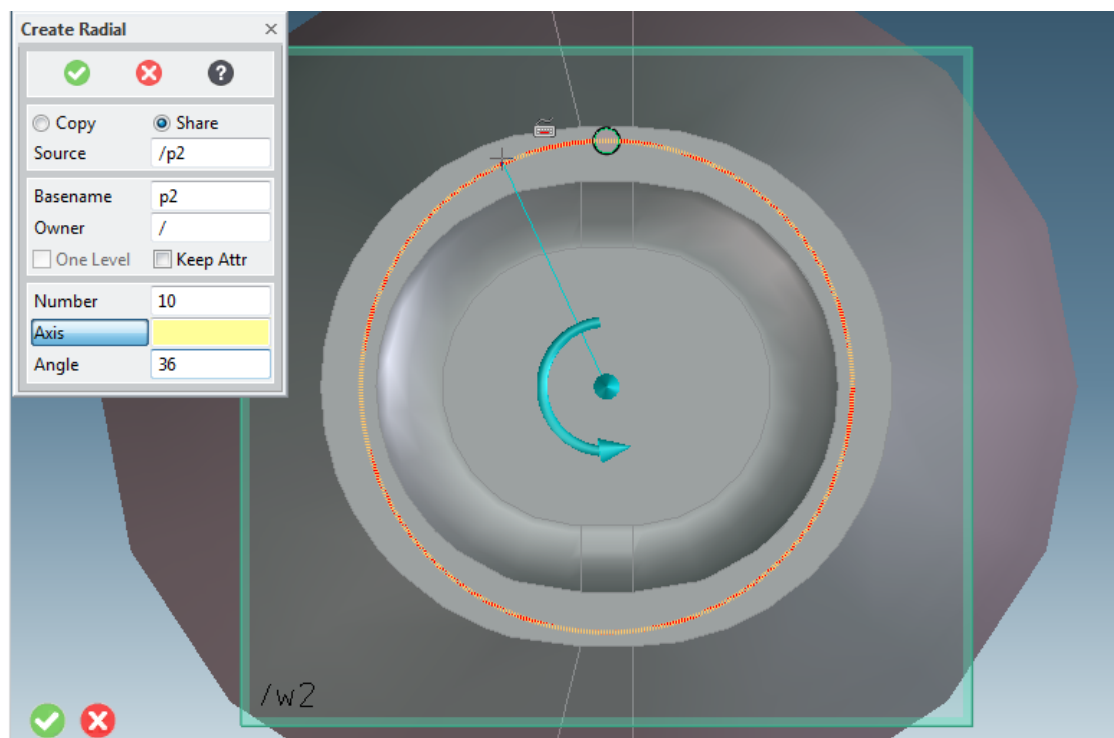 Create Radial
Copy Share
Source /p2
Basename p2
Owner /
One Level Keep Attr
Number 10
Axis
Angle 36
/w2